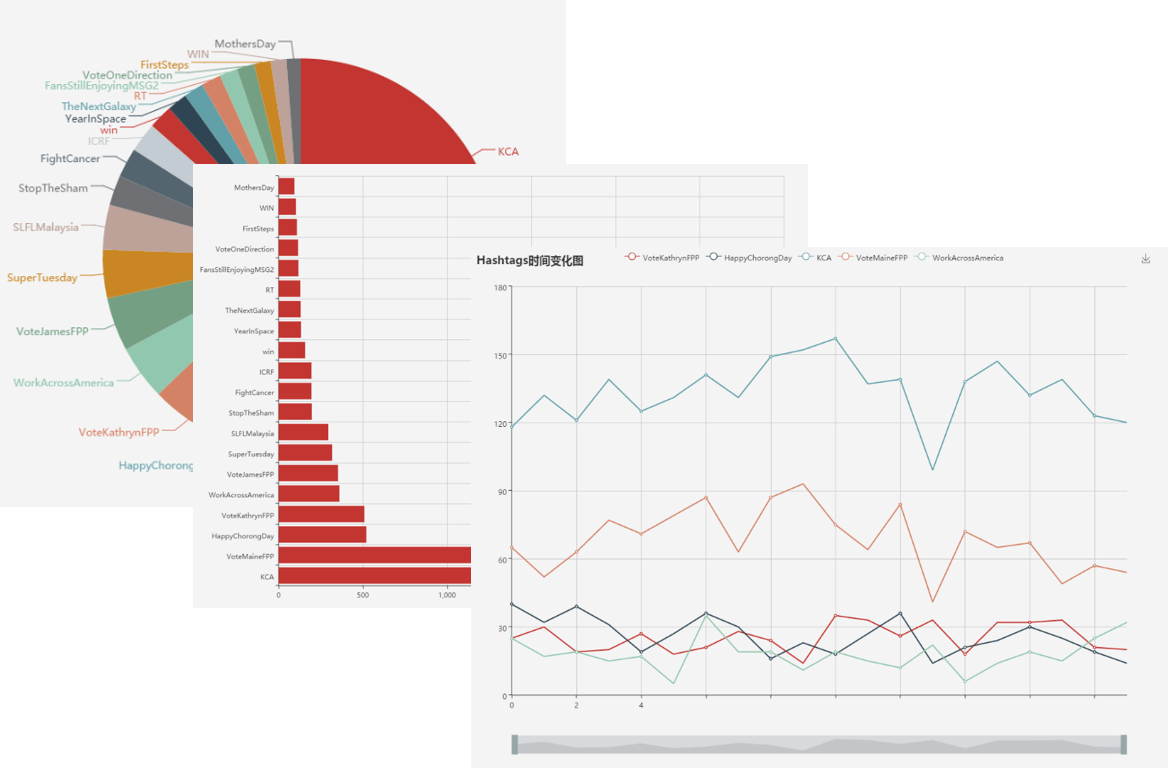 MothersDay
WIN
FirstSteps
VoteOneDirection
FansStillEnjoyingMSG2
RT
TheNextGalaxy
YearInSpace
win
ICRF
FightCancer
StopTheSham
SLFLMalaysia
SuperTuesday
VoteJamesFPP
WorkAcrossAmerica
VoteKathrynFPP
HappyChorong
KCA
MothersDay
WIN
FirstSteps
VoteOneDirection
FansStillEnjoyingMSG2
RT
TheNextGalaxy
YearInSpace
win
ICRF
FightCancer
StopTheSham
SLFLMalaysia
SuperTuesday
VoteJamesFPP
WorkAcrossAmerica
VoteKathrynFPP
HappyChorongDay
VoteMaineFPP
KCA
0 500 1,000
Hashtags时间变化图
VoteKathrynFPP HappyChorongDay KCA VoteMaineFPP WorkAcrossAmerica
180
150
120
90
60
30
0
0 2 4